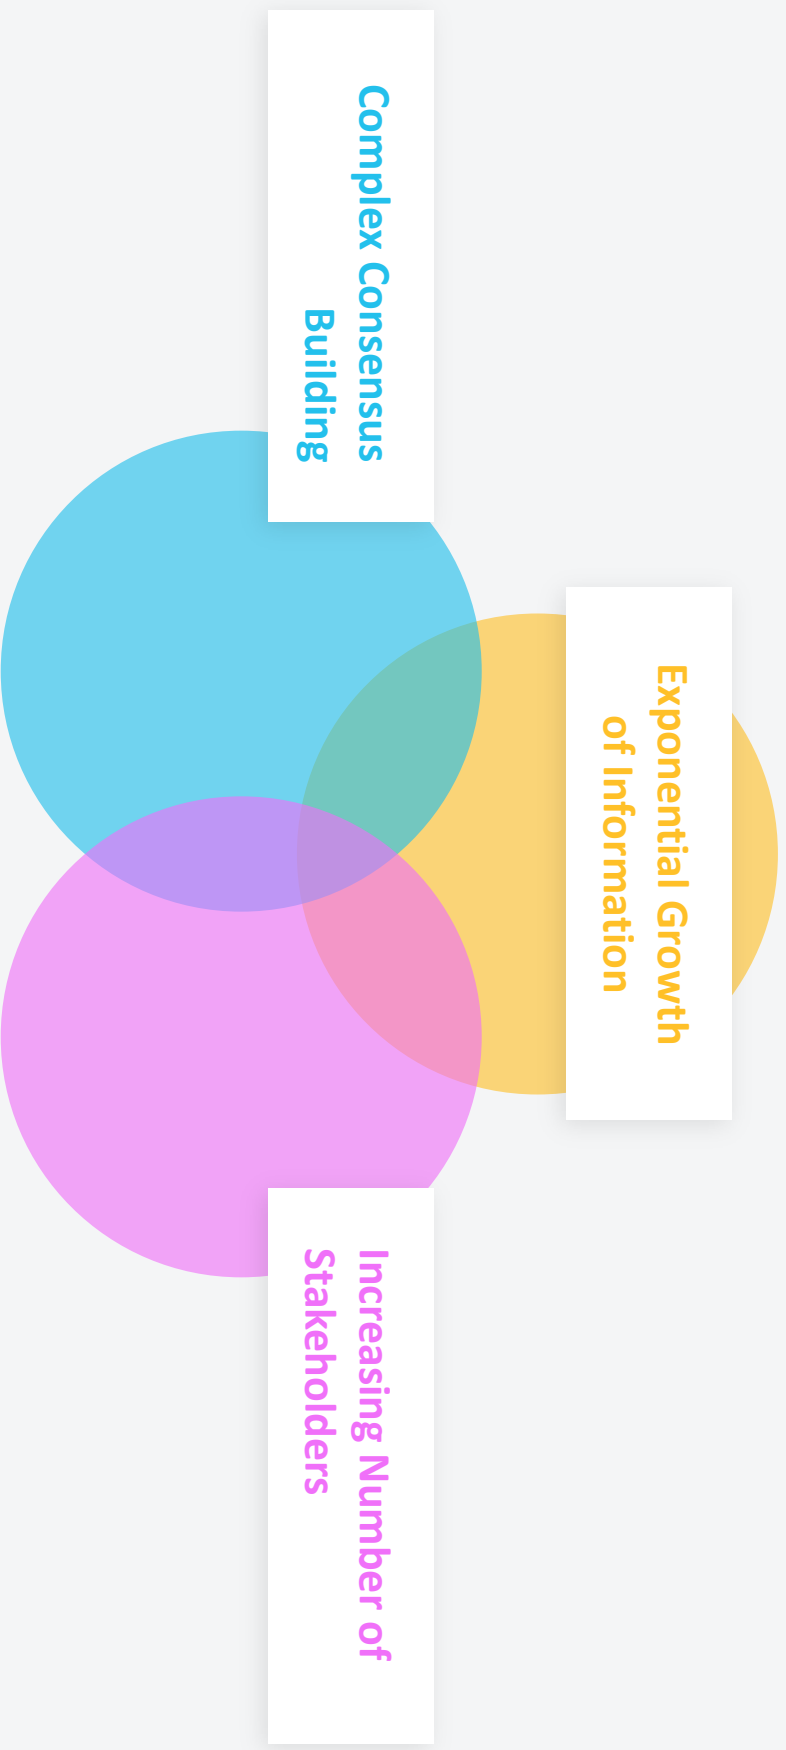 Exponential Growth
of Information
Complex Consensus
Building
Increasing Number of
Stakeholders